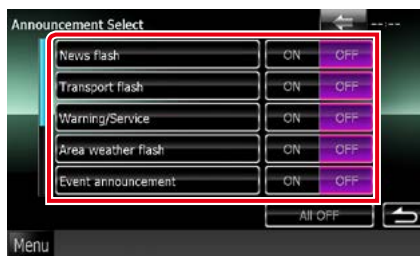 Announcement Select --:--
News flash ON OFF
Transport flash ON OFF
Warning/Service ON OFF
Area weather flash ON OFF
Event announcement ON OFF
All OFF
Menu